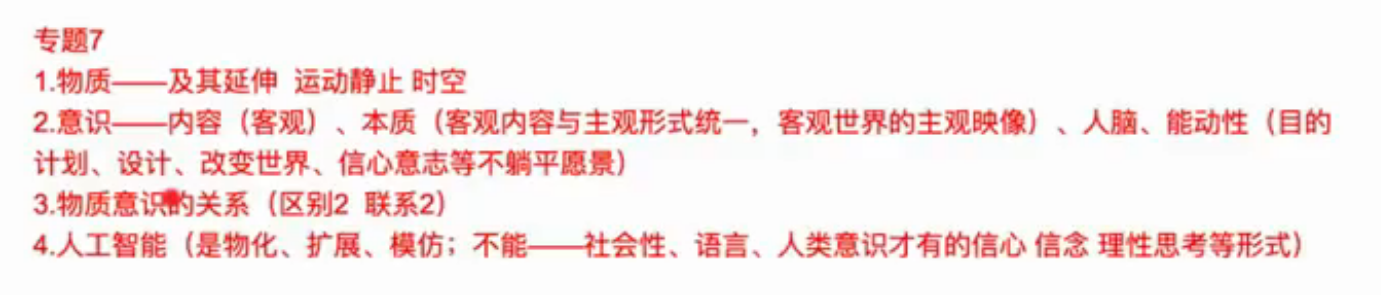 专题7
1.物质——及其延伸 运动静止 时空
2.意识——内容（客观）、本质（客观内容与主观形式统一，客观世界的主观映像）、人脑、能动性（目的
计划、设计、改变世界、信心意志等不躺平愿景）
3.物质意识的关系（区别2 联系2）
4.人工智能（是物化、扩展、模仿；不能——社会性、语言、人类意识才有的信心 信念 理性思考等形式）